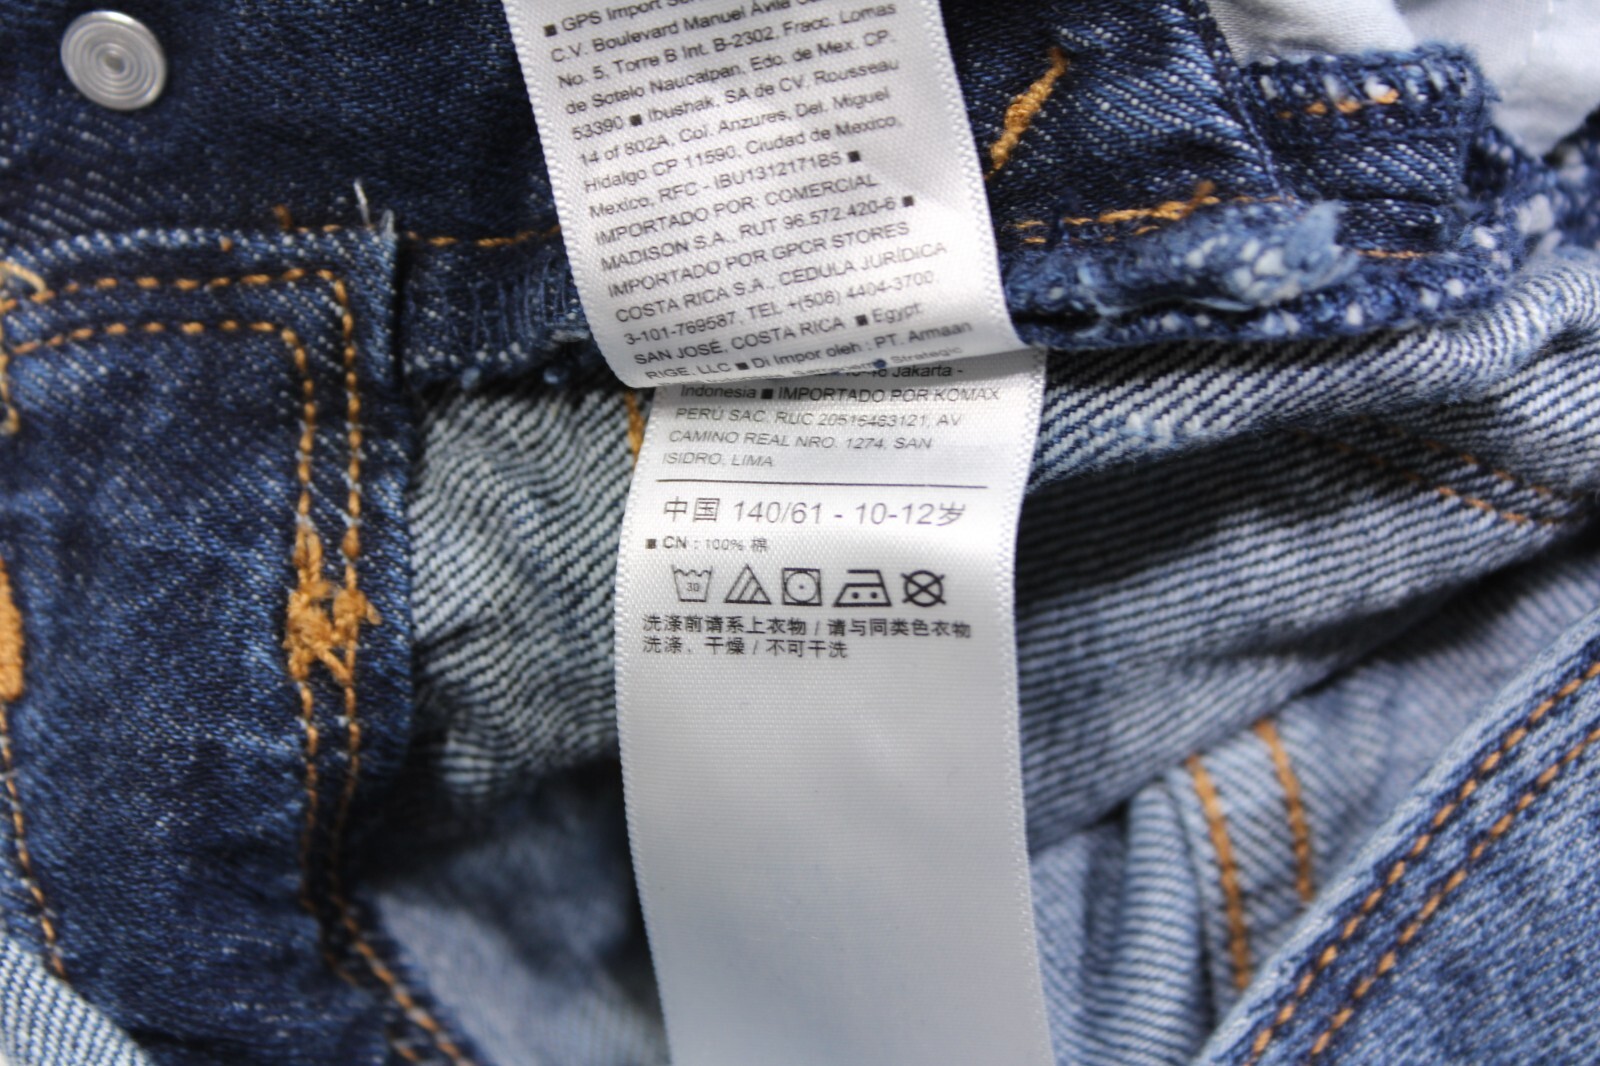 ■ GPS Import
C.V. Boulevard Manuel Avila
No. 5, Torre B Int. B-2302, Fracc. Lomas
de Sotelo Naucalpan, Edo. de Mex. CP.
53390 ■ Ibushak, SA de CV, Rousseau
14 of 802A, Col. Anzures, Del. Miguel
Hidalgo CP 11590, Ciudad de Mexico,
Mexico, RFC - IBU1312171B5 ■
IMPORTADO POR: COMERCIAL
MADISON S.A., RUT 96.572.420-6 ■
IMPORTADO POR GPCR STORES
COSTA RICA S.A., CEDULA JURÍDICA
3-101-769587, TEL +(506) 4404-3700,
SAN JOSÉ, COSTA RICA ■ Egypt:
RIGE, LLC ■ Di Impor oleh : PT. Armaan
Strategic
Jakarta -
Indonesia ■ IMPORTADO POR KOMAX
PERÚ SAC, RUC 20516483121, AV
CAMINO REAL NRO. 1274, SAN
ISIDRO, LIMA
中国 140/61 - 10-12岁
■ CN : 100% 棉
30
洗涤前请系上衣物 / 请与同类色衣物
洗涤、干燥 / 不可干洗